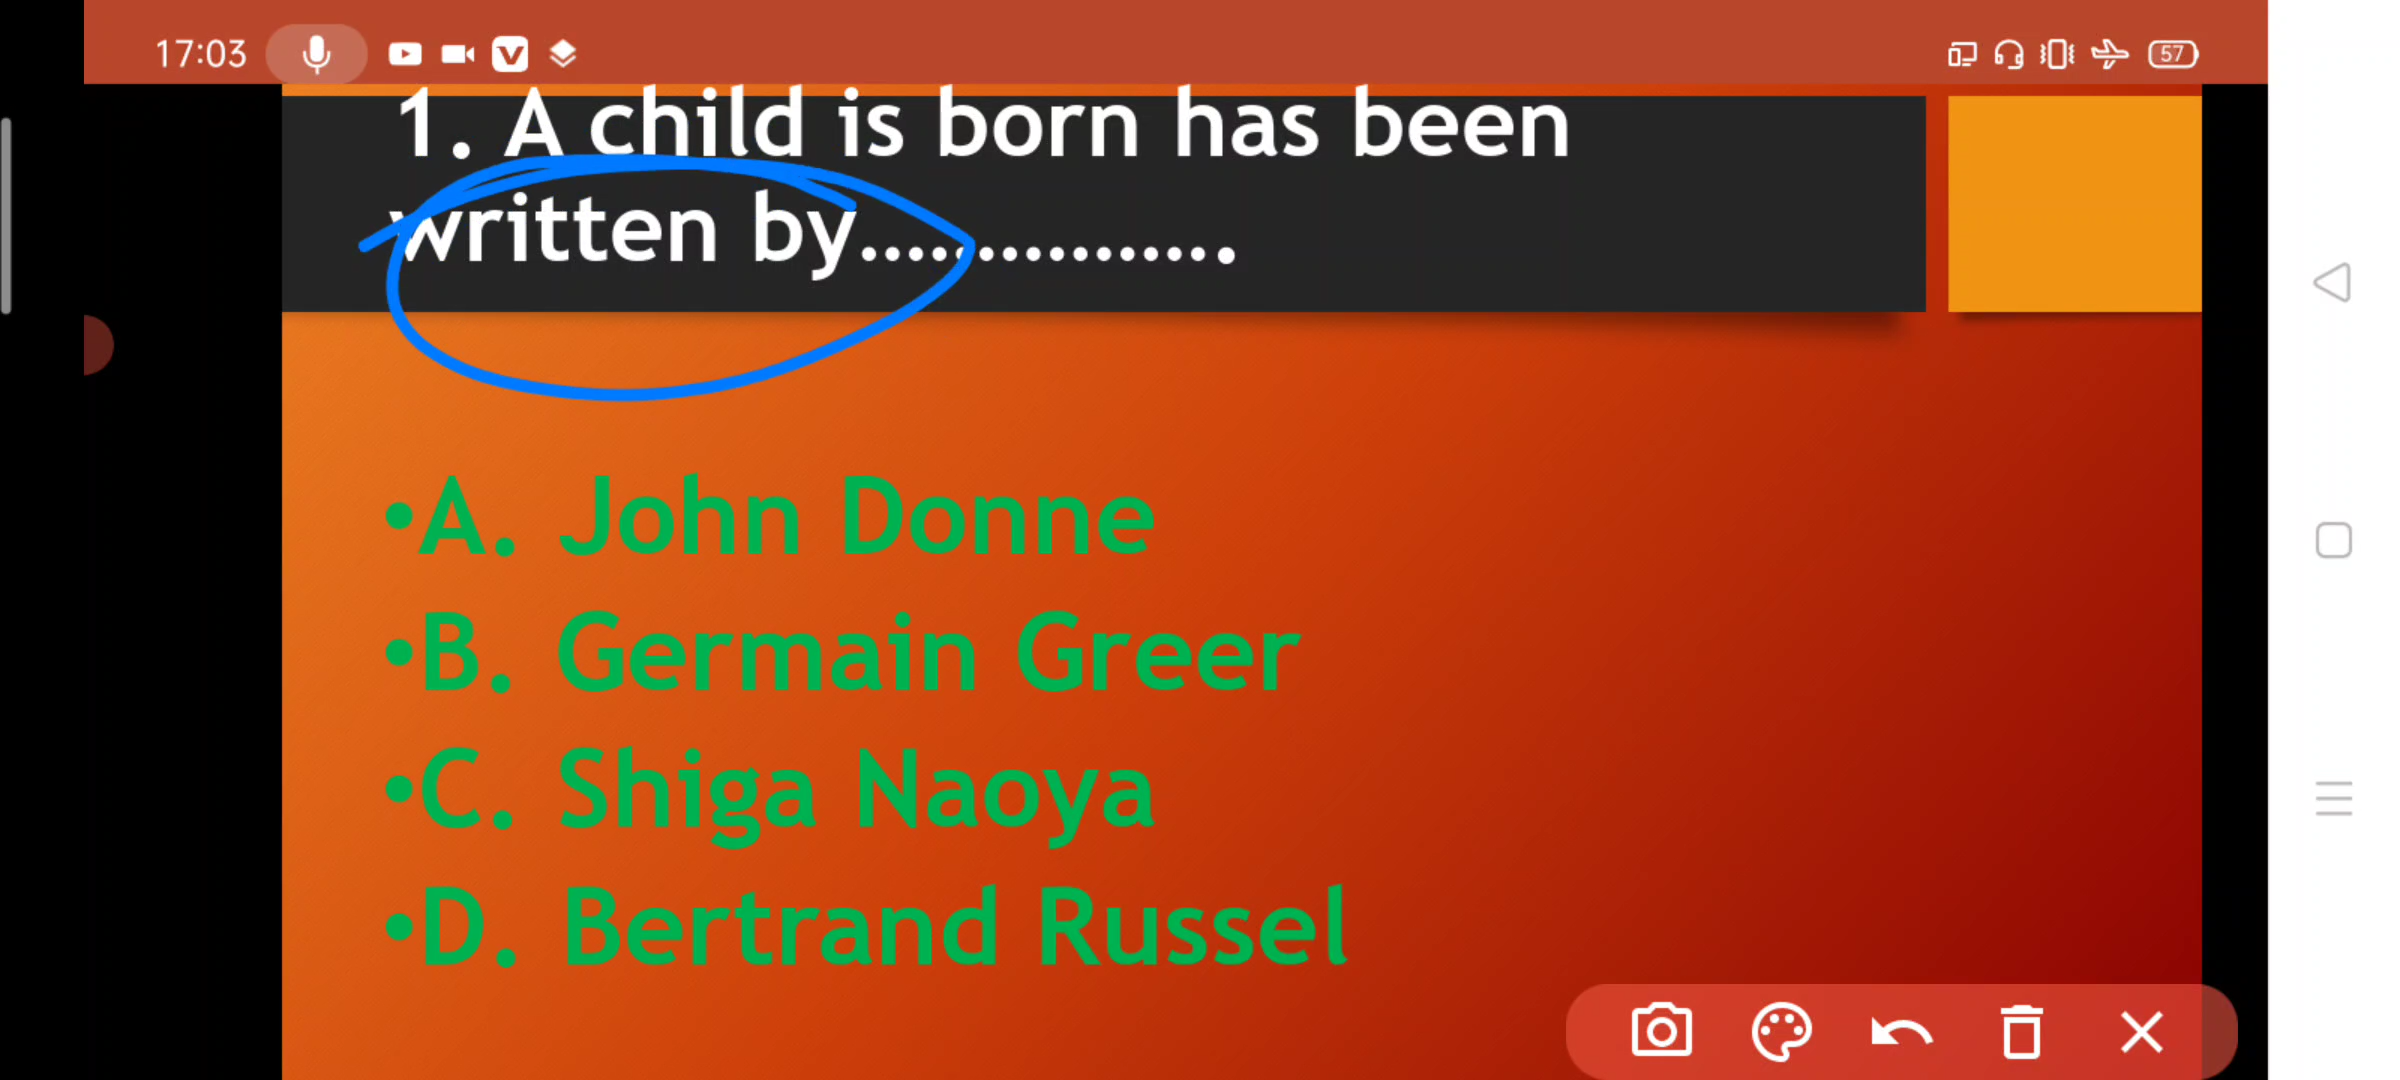 17:03
57
1. A child is born has been
written by................
•A. John Donne
•B. Germain Greer
•C. Shiga Naoya
•D. Bertrand Russel